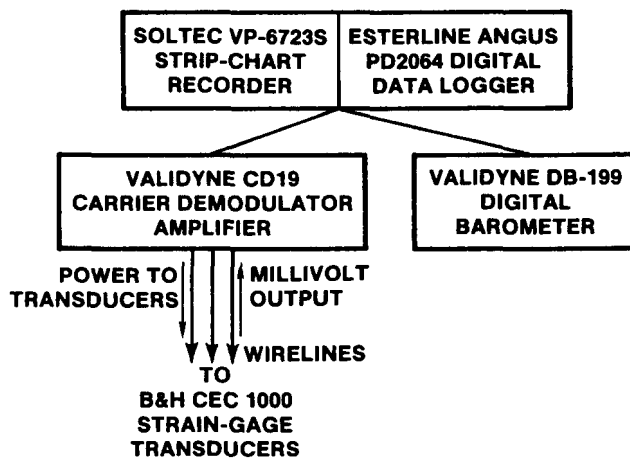 SOLTEC VP-6723S
STRIP-CHART
RECORDER
ESTERLINE ANGUS
PD2064 DIGITAL
DATA LOGGER
VALIDYNE CD19
CARRIER DEMODULATOR
AMPLIFIER
VALIDYNE DB-199
DIGITAL
BAROMETER
POWER TO
TRANSDUCERS
MILLIVOLT
OUTPUT
WIRELINES
TO
B&H CEC 1000
STRAIN-GAGE
TRANSDUCERS